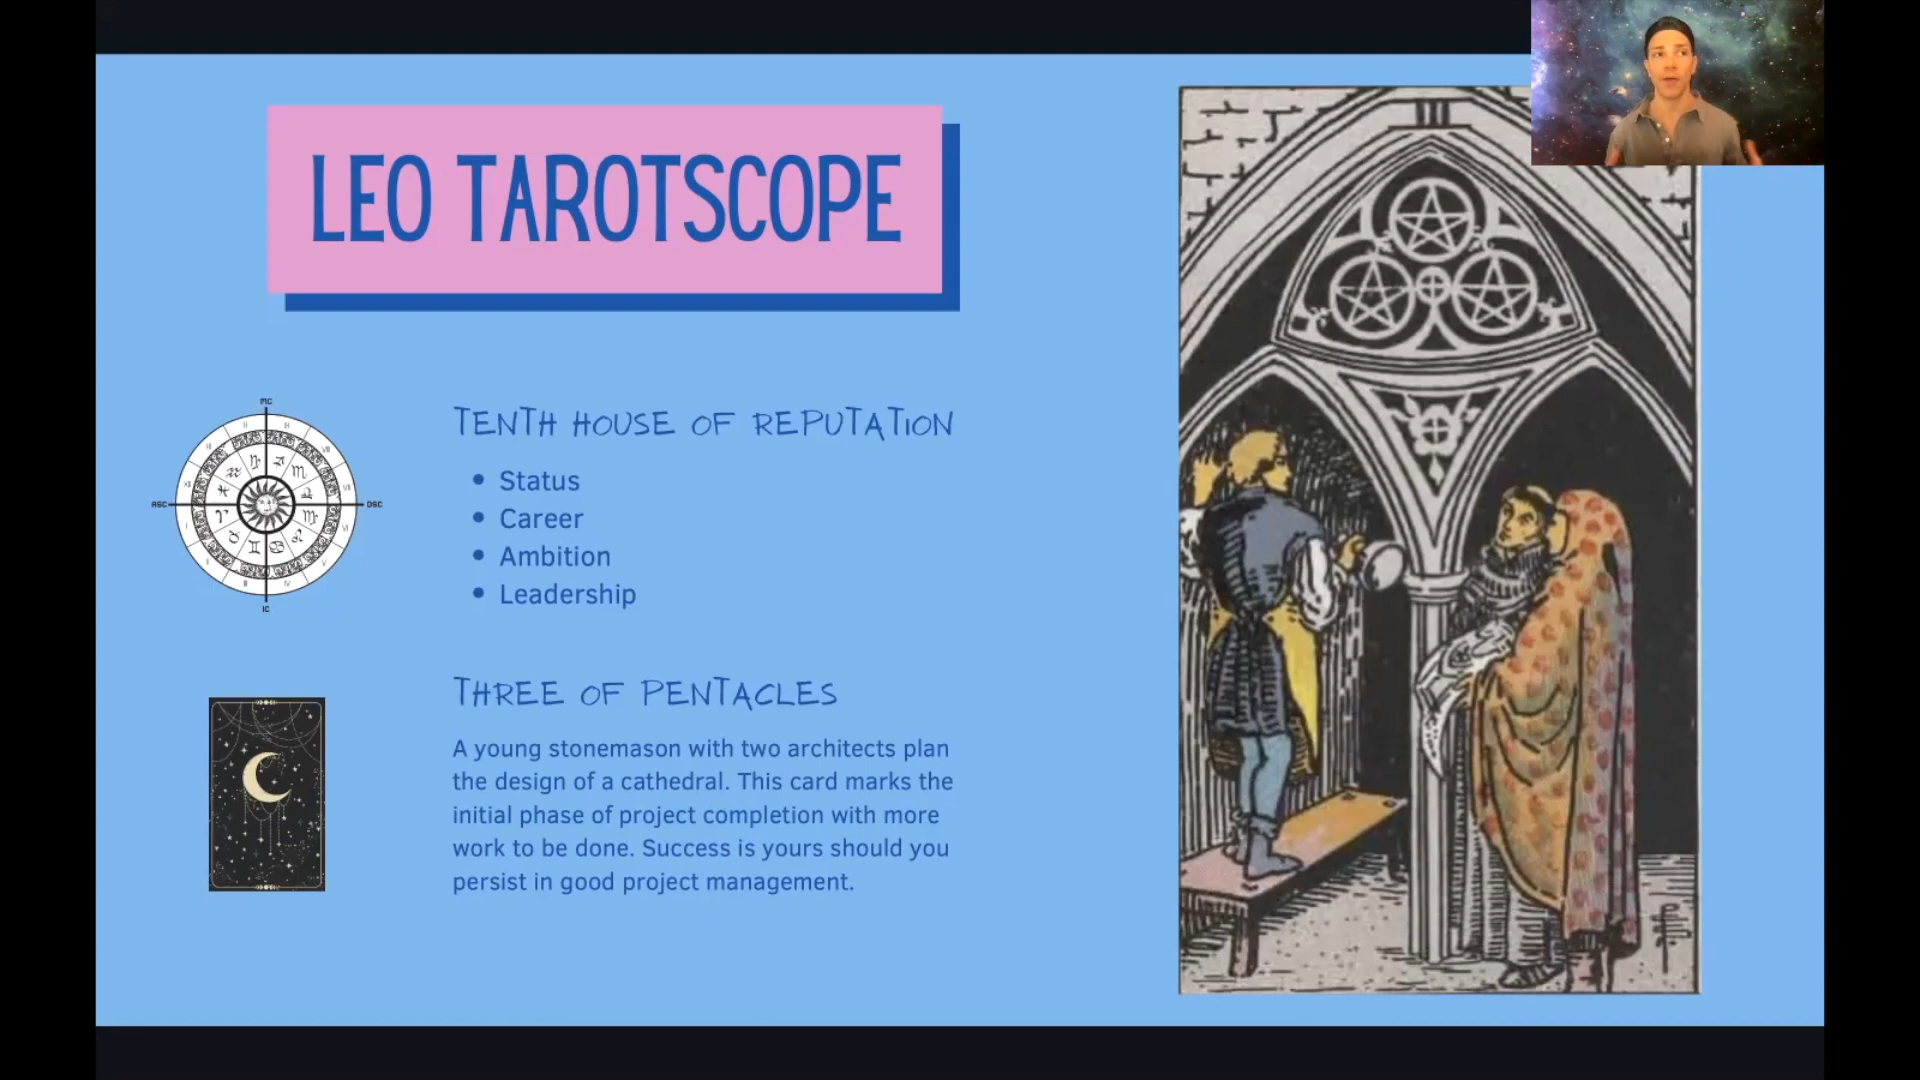 LEO TAROTSCOPE
MC
ASC
DSC
IC
TENTH HOUSE OF REPUTATION
• Status
• Career
• Ambition
• Leadership
THREE OF PENTACLES
A young stonemason with two architects plan
the design of a cathedral. This card marks the
initial phase of project completion with more
work to be done. Success is yours should you
persist in good project management.